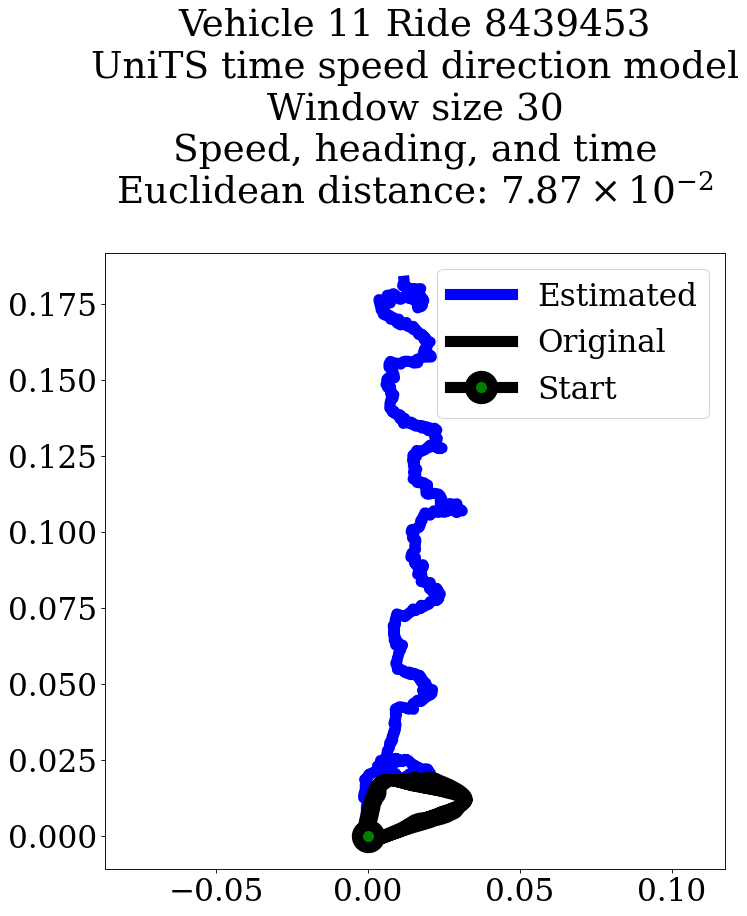 Vehicle 11 Ride 8439453
UniTS time speed direction model
Window size 30
Speed, heading, and time
Euclidean distance: 7.87 × 10⁻²
Estimated
Original
Start
0.175
0.150
0.125
0.100
0.075
0.050
0.025
0.000
−0.05 0.00 0.05 0.10